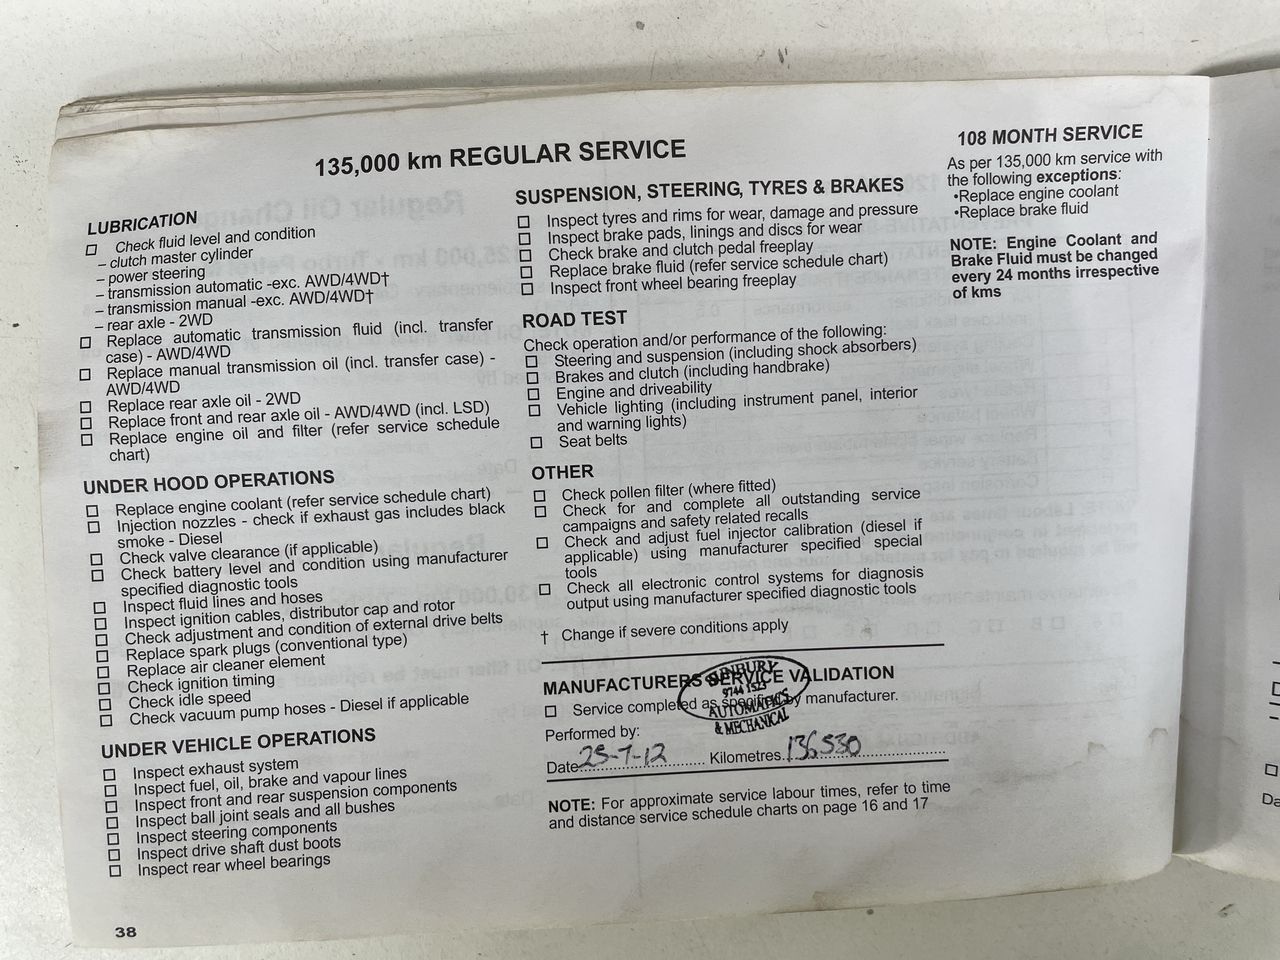 135,000 km REGULAR SERVICE
LUBRICATION
Check fluid level and condition
– clutch master cylinder
– power steering
– transmission automatic -exc. AWD/4WD†
– transmission manual -exc. AWD/4WD†
– rear axle - 2WD
Replace automatic transmission fluid (incl. transfer
case) - AWD/4WD
Replace manual transmission oil (incl. transfer case) -
AWD/4WD
Replace rear axle oil - 2WD
Replace front and rear axle oil - AWD/4WD (incl. LSD)
Replace engine oil and filter (refer service schedule
chart)
UNDER HOOD OPERATIONS
Replace engine coolant (refer service schedule chart)
Injection nozzles - check if exhaust gas includes black
smoke - Diesel
Check valve clearance (if applicable)
Check battery level and condition using manufacturer
specified diagnostic tools
Inspect fluid lines and hoses
Inspect ignition cables, distributor cap and rotor
Check adjustment and condition of external drive belts
Replace spark plugs (conventional type)
Replace air cleaner element
Check ignition timing
Check idle speed
Check vacuum pump hoses - Diesel if applicable
UNDER VEHICLE OPERATIONS
Inspect exhaust system
Inspect fuel, oil, brake and vapour lines
Inspect front and rear suspension components
Inspect ball joint seals and all bushes
Inspect steering components
Inspect drive shaft dust boots
Inspect rear wheel bearings
38
SUSPENSION, STEERING, TYRES & BRAKES
Inspect tyres and rims for wear, damage and pressure
Inspect brake pads, linings and discs for wear
Check brake and clutch pedal freeplay
Replace brake fluid (refer service schedule chart)
Inspect front wheel bearing freeplay
ROAD TEST
Check operation and/or performance of the following:
Steering and suspension (including shock absorbers)
Brakes and clutch (including handbrake)
Engine and driveability
Vehicle lighting (including instrument panel, interior
and warning lights)
Seat belts
OTHER
Check pollen filter (where fitted)
Check for and complete all outstanding service
campaigns and safety related recalls
Check and adjust fuel injector calibration (diesel if
applicable) using manufacturer specified special
tools
Check all electronic control systems for diagnosis
output using manufacturer specified diagnostic tools
† Change if severe conditions apply
MANUFACTURERS SERVICE VALIDATION
Service completed as specified by manufacturer.
SUNBURY
9744 1523
AUTOMATICS
& MECHANICAL
Performed by:
Date 25-7-12 Kilometres 136530
NOTE: For approximate service labour times, refer to time
and distance service schedule charts on page 16 and 17
108 MONTH SERVICE
As per 135,000 km service with
the following exceptions:
•Replace engine coolant
•Replace brake fluid
NOTE: Engine Coolant and
Brake Fluid must be changed
every 24 months irrespective
of kms